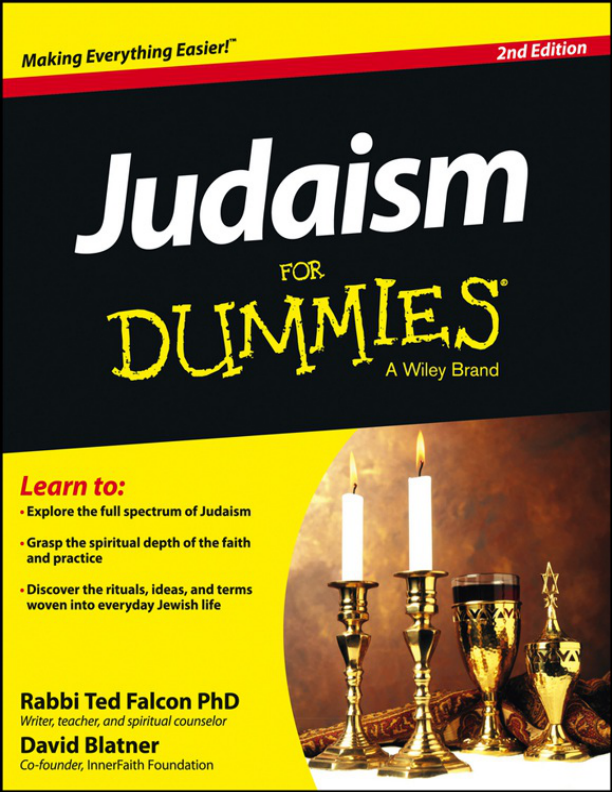 Making Everything Easier!™
2nd Edition
Judaism
FOR
DUMMIES®
A Wiley Brand
Learn to:
• Explore the full spectrum of Judaism
• Grasp the spiritual depth of the faith
and practice
• Discover the rituals, ideas, and terms
woven into everyday Jewish life
Rabbi Ted Falcon PhD
Writer, teacher, and spiritual counselor
David Blatner
Co-founder, InnerFaith Foundation